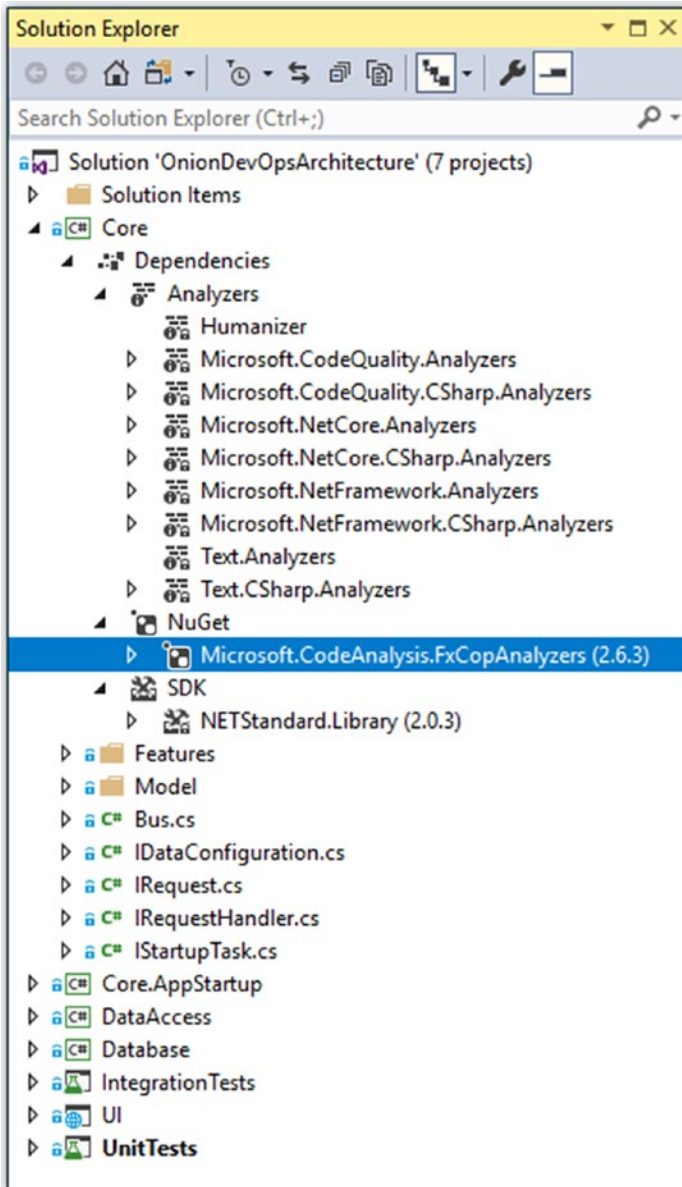 Solution Explorer
Search Solution Explorer (Ctrl+;)
Solution 'OnionDevOpsArchitecture' (7 projects)
Solution Items
C# Core
Dependencies
Analyzers
Humanizer
Microsoft.CodeQuality.Analyzers
Microsoft.CodeQuality.CSharp.Analyzers
Microsoft.NetCore.Analyzers
Microsoft.NetCore.CSharp.Analyzers
Microsoft.NetFramework.Analyzers
Microsoft.NetFramework.CSharp.Analyzers
Text.Analyzers
Text.CSharp.Analyzers
NuGet
Microsoft.CodeAnalysis.FxCopAnalyzers (2.6.3)
SDK
NETStandard.Library (2.0.3)
Features
Model
C# Bus.cs
C# IDataConfiguration.cs
C# IRequest.cs
C# IRequestHandler.cs
C# IStartupTask.cs
C# Core.AppStartup
C# DataAccess
C# Database
IntegrationTests
UI
UnitTests